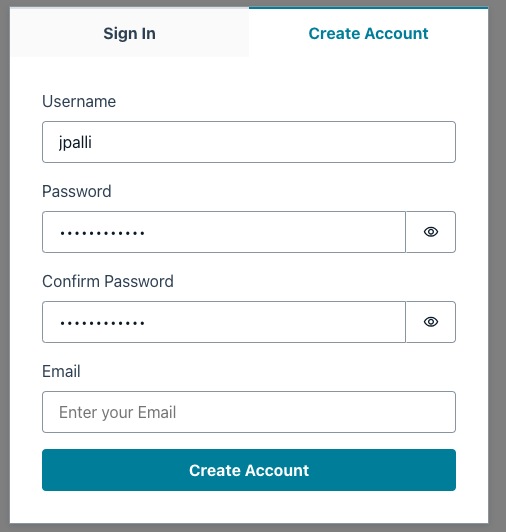 Sign In
Create Account
Username
jpalli
Password
••••••••••••
Confirm Password
••••••••••••
Email
Enter your Email
Create Account